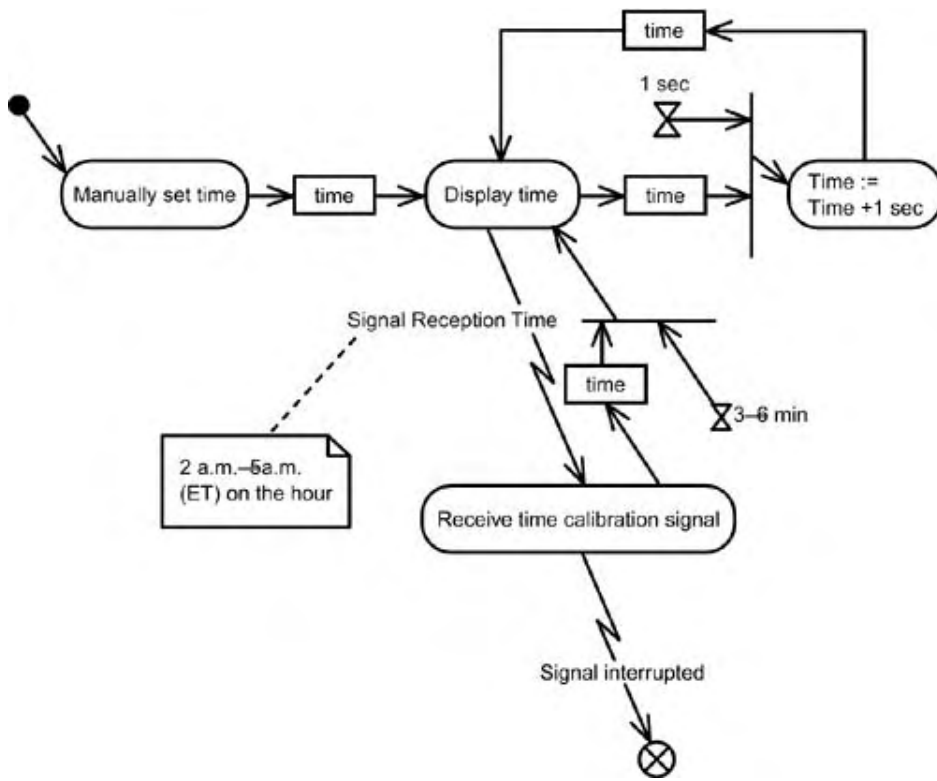 time
1 sec
Manually set time
time
Display time
time
Time :=
Time +1 sec
Signal Reception Time
time
3–6 min
2 a.m.–5a.m.
(ET) on the hour
Receive time calibration signal
Signal interrupted